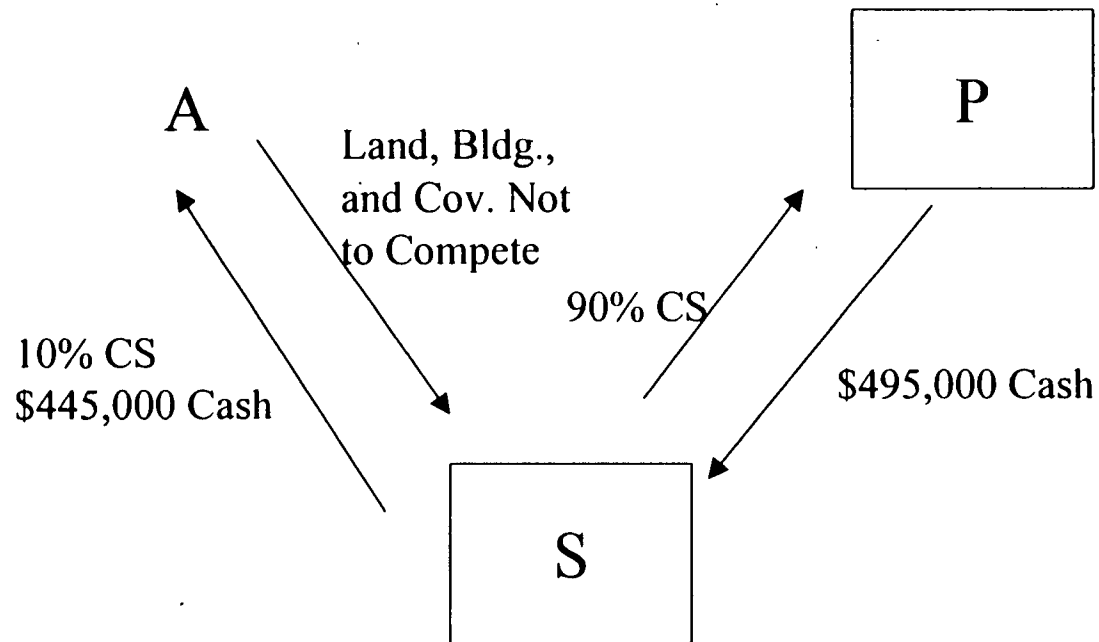 A
P
Land, Bldg.,
and Cov. Not
to Compete
90% CS
10% CS
$445,000 Cash
$495,000 Cash
S